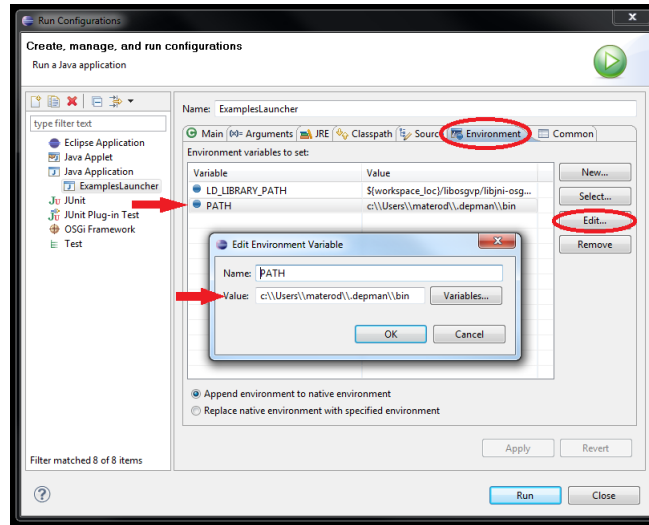 Run Configurations
Create, manage, and run configurations
Run a Java application
type filter text
Eclipse Application
Java Applet
Java Application
ExamplesLauncher
JUnit
JUnit Plug-in Test
OSGi Framework
Test
Filter matched 8 of 8 items
Name: ExamplesLauncher
Main (x)= Arguments JRE Classpath Sourc Environment Common
Environment variables to set:
Variable Value
LD_LIBRARY_PATH ${workspace_loc}/libosgvp/libjni-osg...
PATH c:\\Users\\materod\\.depman\\bin
New...
Select...
Edit...
Remove
Edit Environment Variable
Name: PATH
Value: c:\\Users\\materod\\.depman\\bin Variables...
OK Cancel
Append environment to native environment
Replace native environment with specified environment
Apply Revert
Run Close